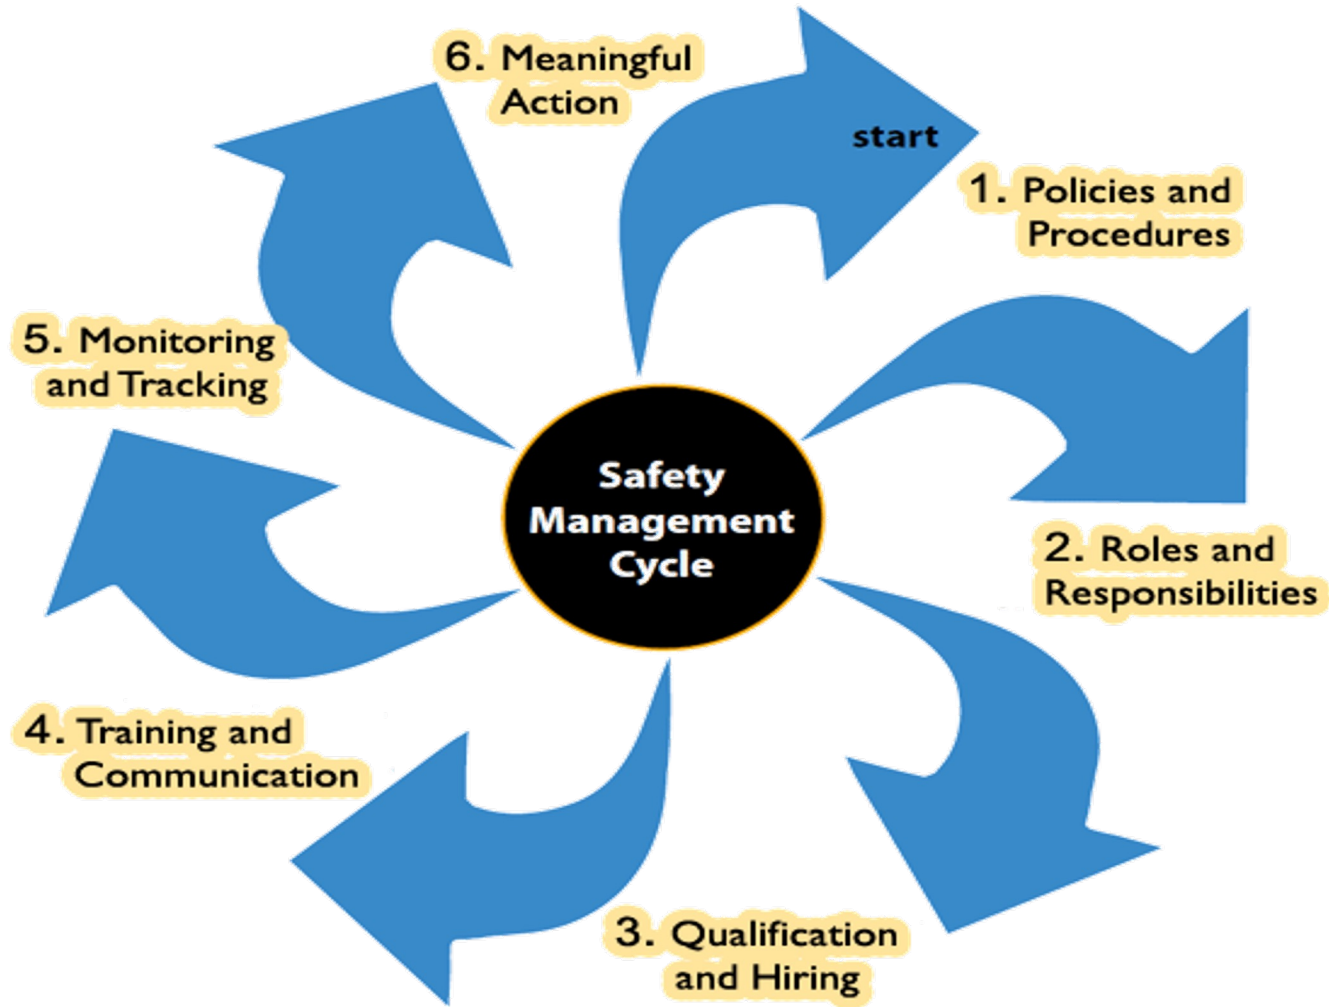 start
1. Policies and
Procedures
2. Roles and
Responsibilities
3. Qualification
and Hiring
4. Training and
Communication
5. Monitoring
and Tracking
6. Meaningful
Action
Safety
Management
Cycle